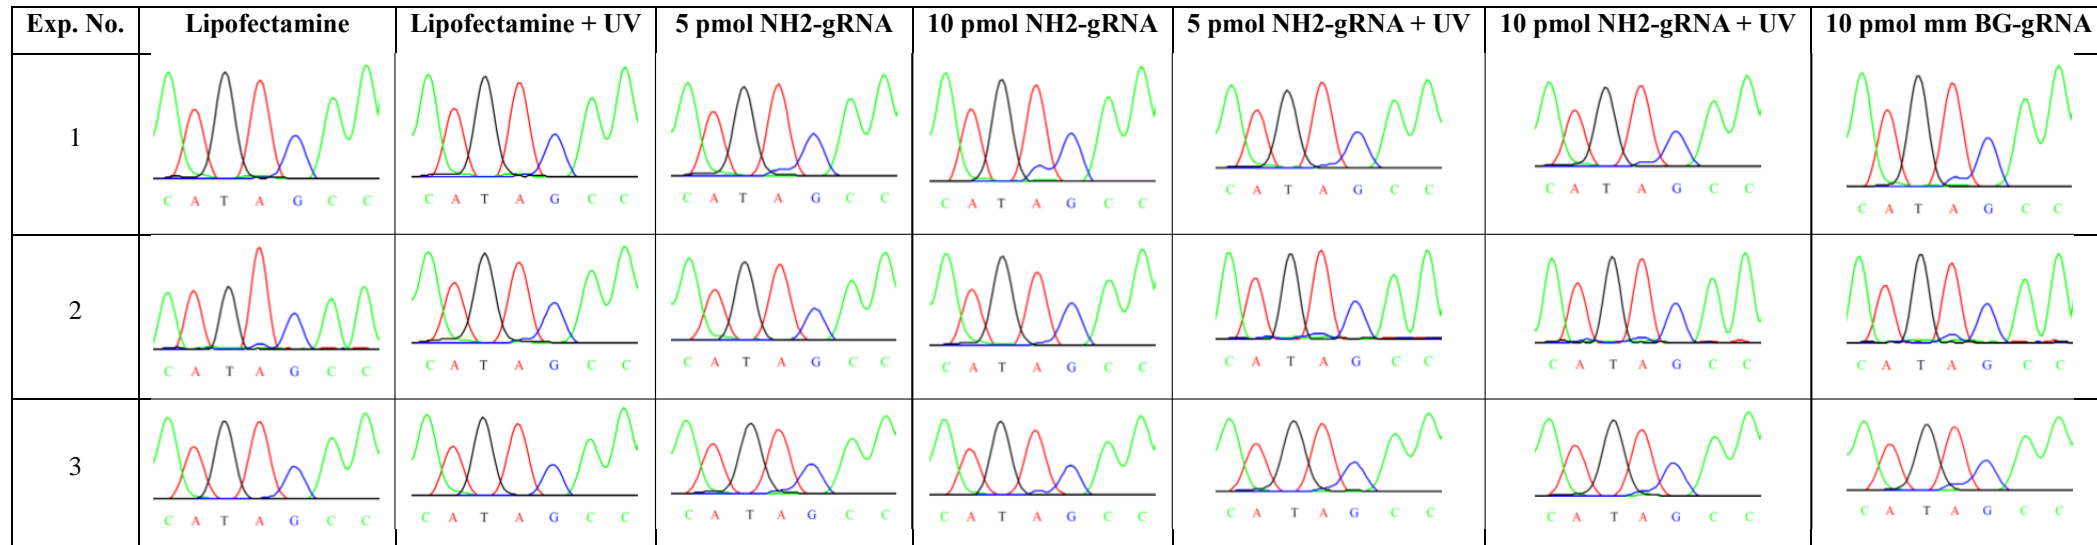 Exp. No. Lipofectamine Lipofectamine + UV 5 pmol NH2-gRNA 10 pmol NH2-gRNA 5 pmol NH2-gRNA + UV 10 pmol NH2-gRNA + UV 10 pmol mm BG-gRNA
1
C A T A G C C C A T A G C C C A T A G C C C A T A G C C C A T A G C C C A T A G C C C A T A G C C
2
C A T A G C C C A T A G C C C A T A G C C C A T A G C C C A T A G C C C A T A G C C C A T A G C C
3
C A T A G C C C A T A G C C C A T A G C C C A T A G C C C A T A G C C C A T A G C C C A T A G C C